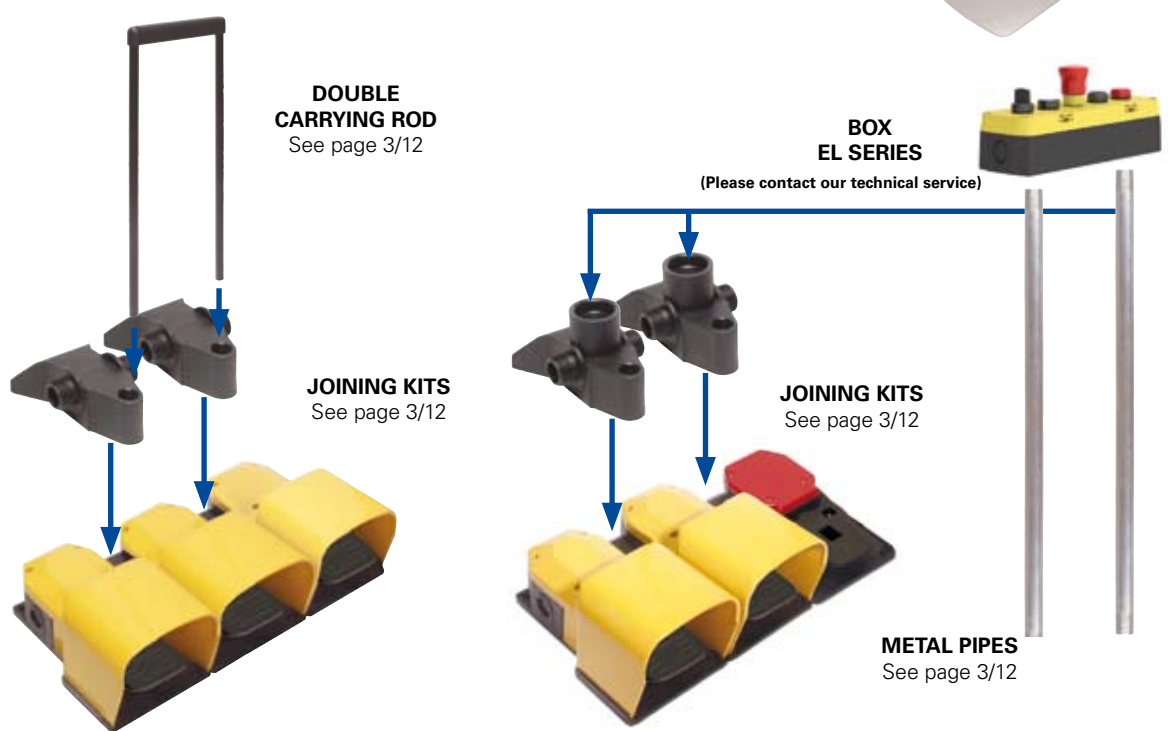 DOUBLE
CARRYING ROD
See page 3/12
BOX
EL SERIES
(Please contact our technical service)
JOINING KITS
See page 3/12
JOINING KITS
See page 3/12
METAL PIPES
See page 3/12